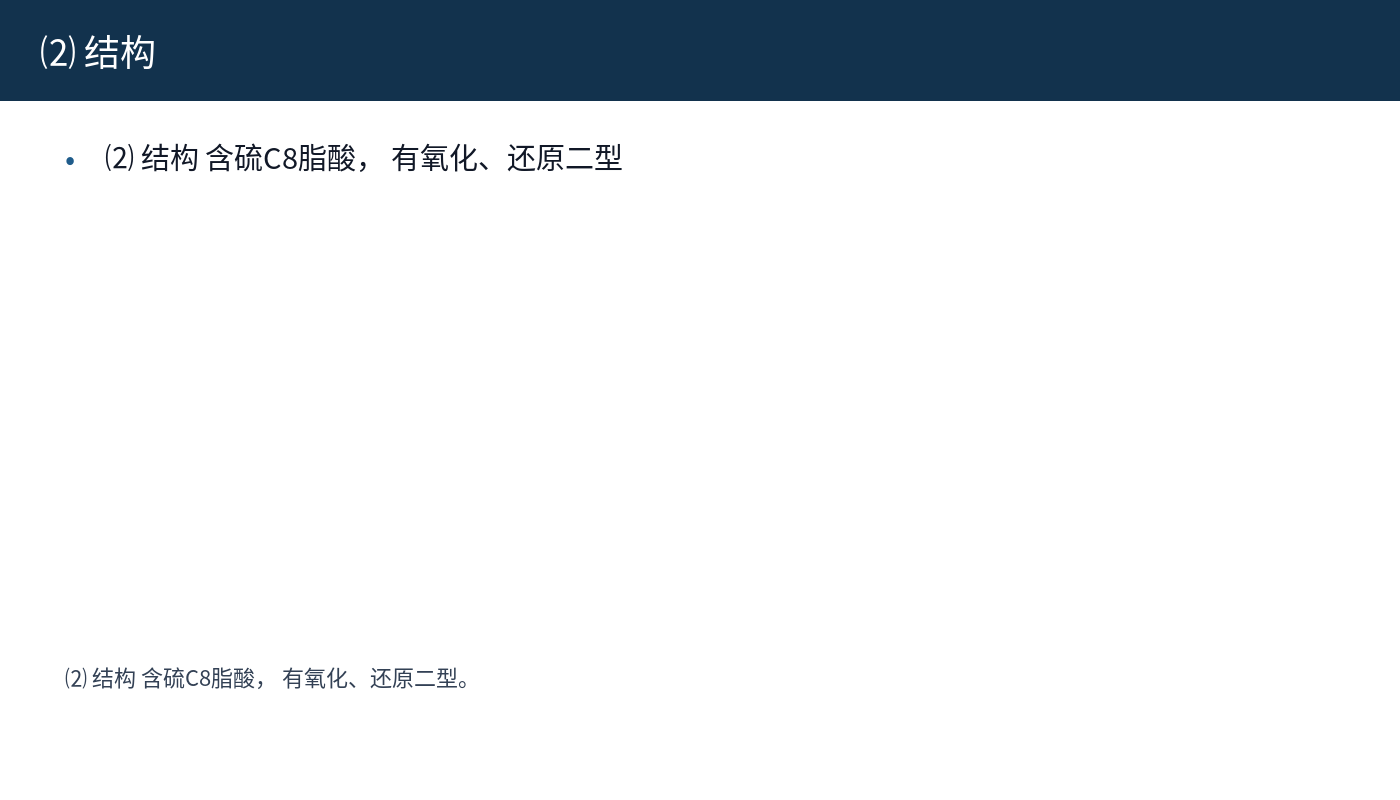 ⑵ 结构
• ⑵ 结构 含硫C8脂酸， 有氧化、还原二型
⑵ 结构 含硫C8脂酸， 有氧化、还原二型。